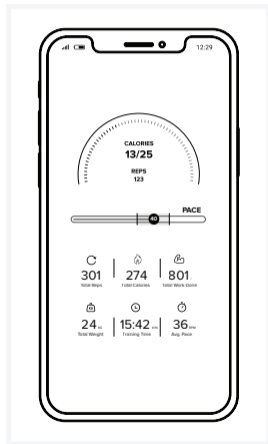 12:29
CALORIES
13/25
REPS
123
PACE
40
301 274 801
Total Reps Total Calories Total Work Done
24 15:42 36
Total Weight Training Time Avg. Pace